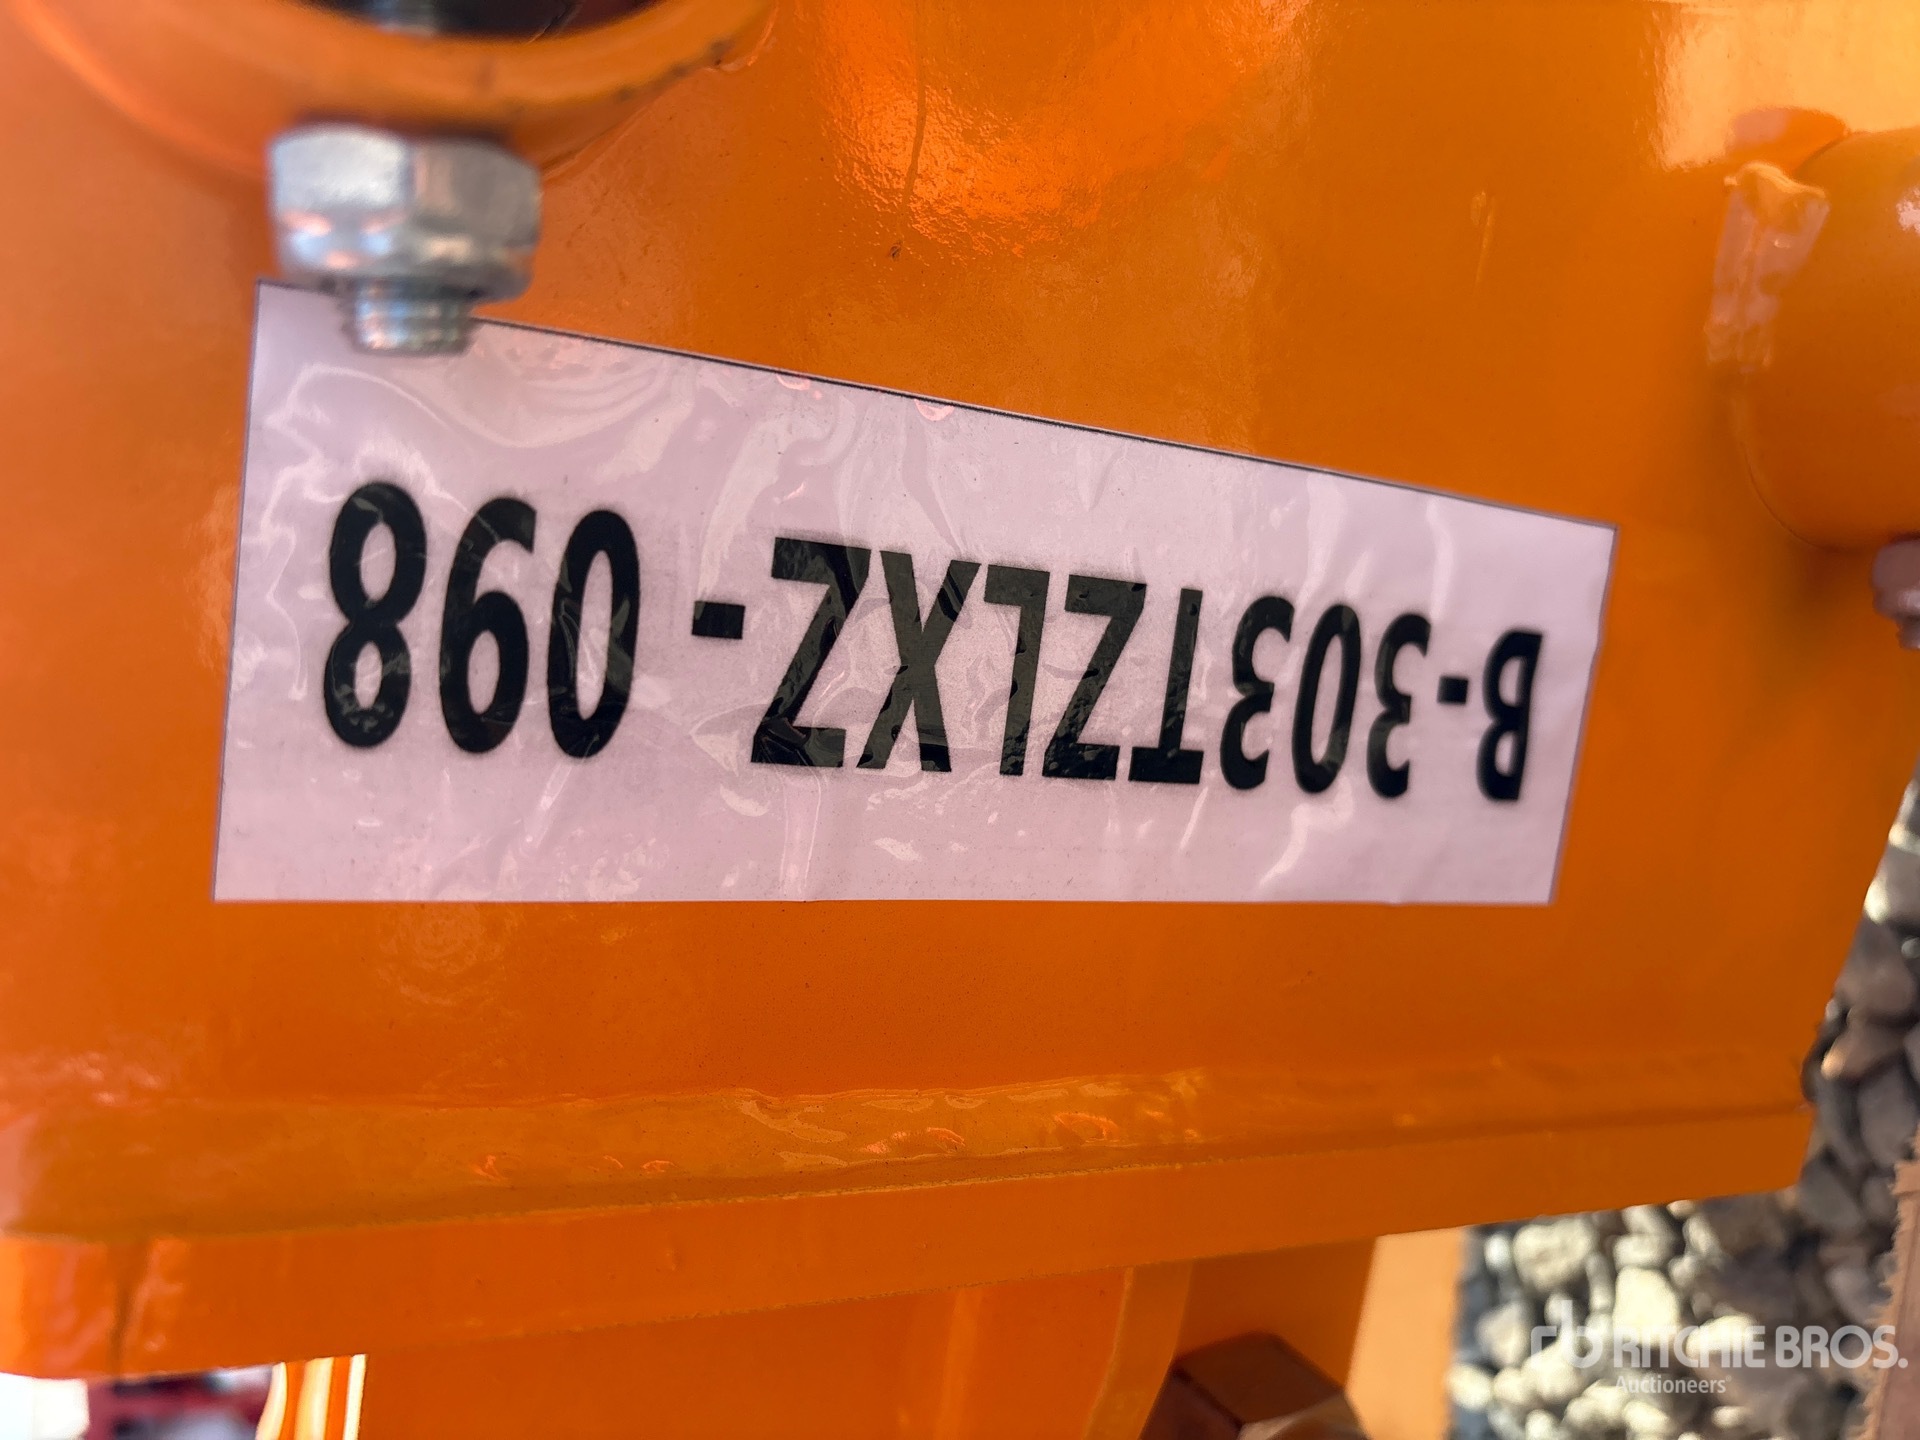 B-303TZLXZ- 098
RITCHIE BROS.
Auctioneers